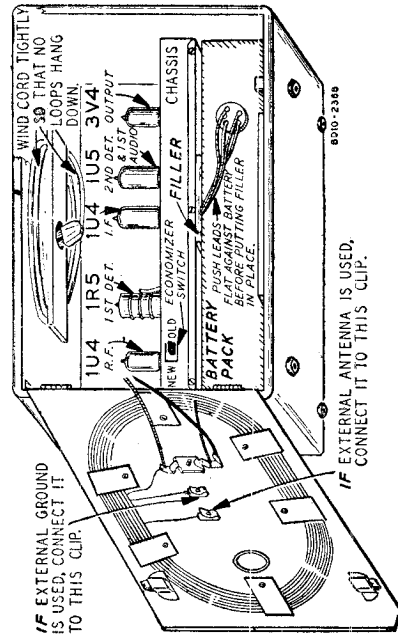 WIND CORD TIGHTLY
SO THAT NO
LOOPS HANG
DOWN.
IF EXTERNAL GROUND
IS USED, CONNECT IT
TO THIS CLIP.
1U4
R.F.
1R5
1ST DET.
1U4
I.F.
1U5
2ND DET.
& 1ST
AUDIO
3V4
OUTPUT
NEW
OLD
ECONOMIZER
SWITCH
FILLER
CHASSIS
BATTERY
PACK
PUSH LEADS
FLAT AGAINST BATTERY
BEFORE PUTTING FILLER
IN PLACE.
IF EXTERNAL ANTENNA IS USED,
CONNECT IT TO THIS CLIP.